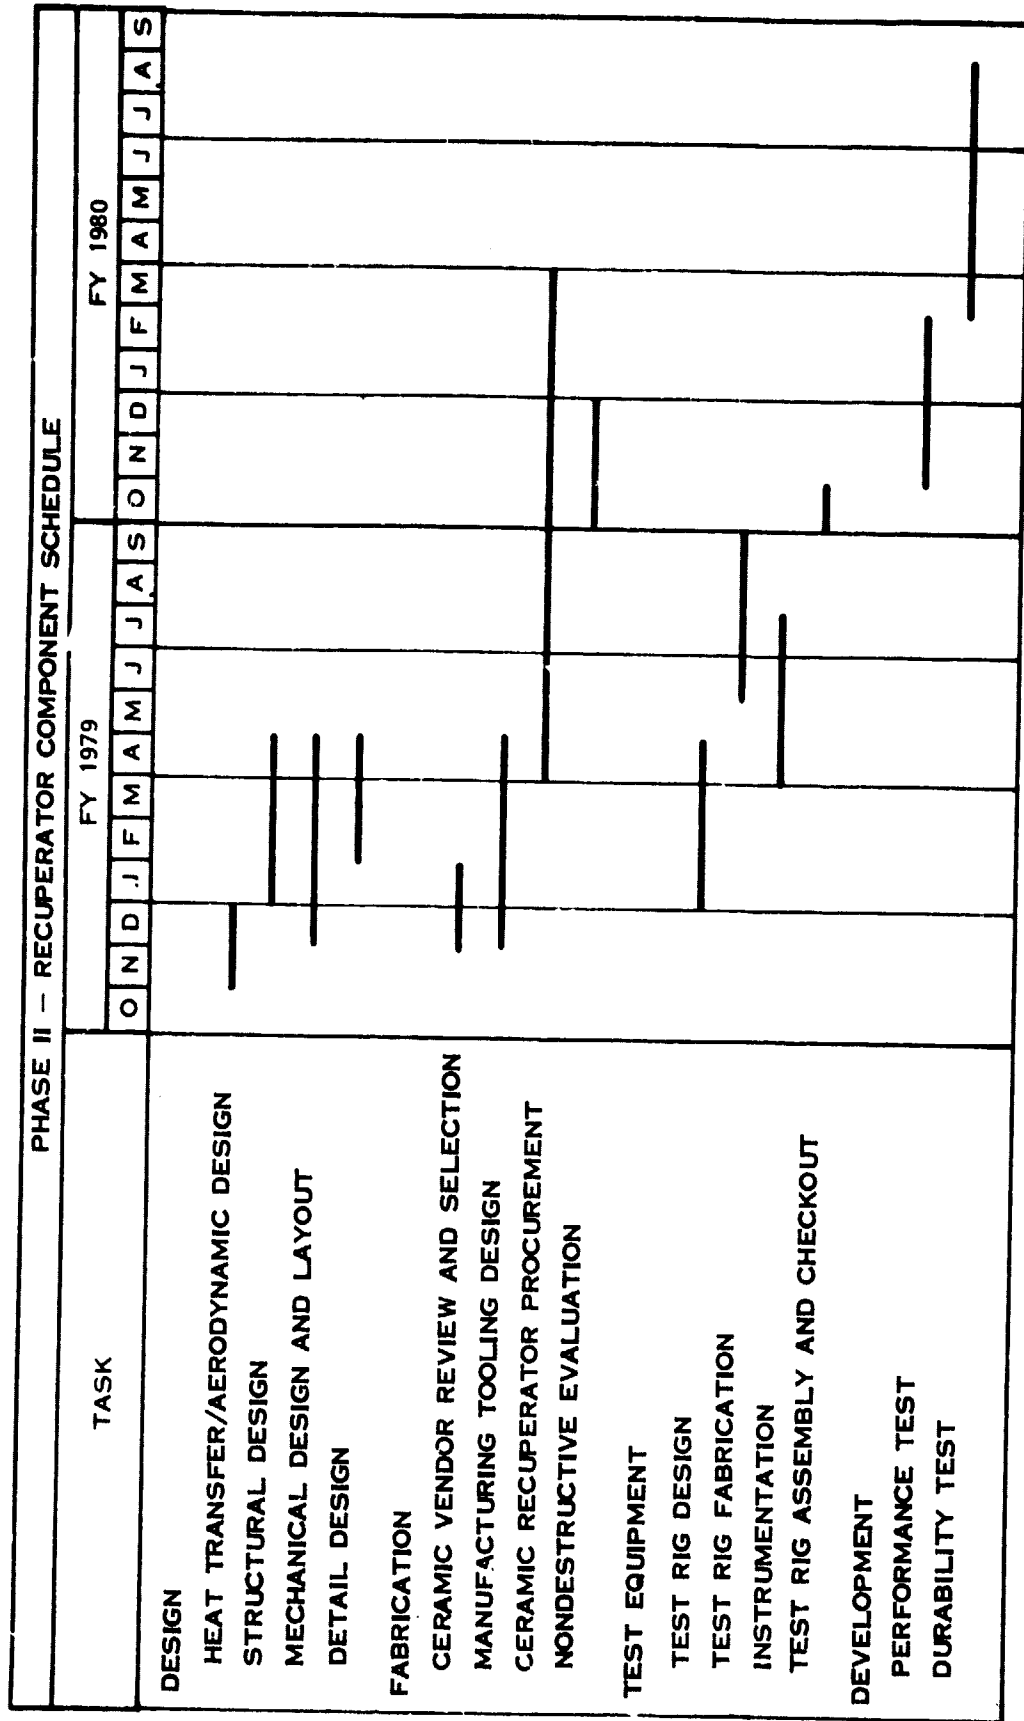 PHASE II — RECUPERATOR COMPONENT SCHEDULE
TASK
FY 1979
FY 1980
O N D J F M A M J J A S O N D J F M A M J J A S
DESIGN
HEAT TRANSFER/AERODYNAMIC DESIGN
STRUCTURAL DESIGN
MECHANICAL DESIGN AND LAYOUT
DETAIL DESIGN
FABRICATION
CERAMIC VENDOR REVIEW AND SELECTION
MANUFACTURING TOOLING DESIGN
CERAMIC RECUPERATOR PROCUREMENT
NONDESTRUCTIVE EVALUATION
TEST EQUIPMENT
TEST RIG DESIGN
TEST RIG FABRICATION
INSTRUMENTATION
TEST RIG ASSEMBLY AND CHECKOUT
DEVELOPMENT
PERFORMANCE TEST
DURABILITY TEST